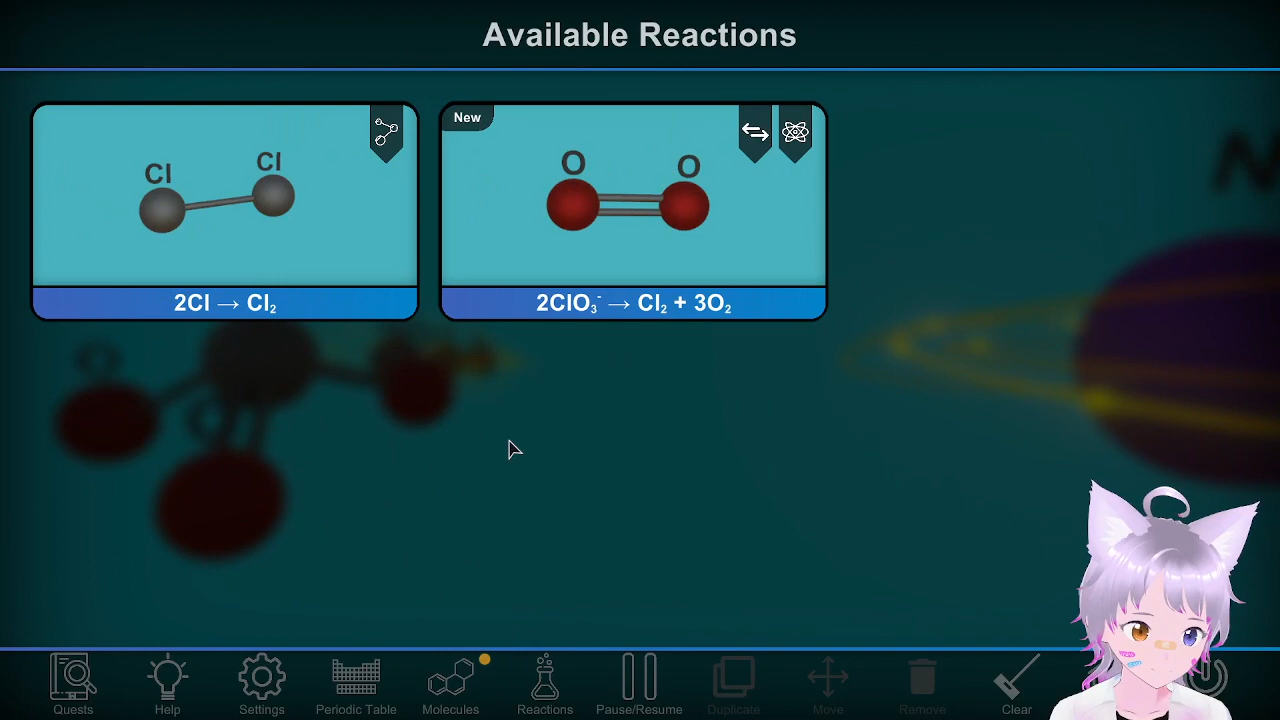 Available Reactions
Cl Cl
2Cl → Cl₂
New
O O
2ClO₃⁻ → Cl₂ + 3O₂
N
O
O
Quests Help Settings Periodic Table Molecules Reactions Pause/Resume Duplicate Move Remove Clear